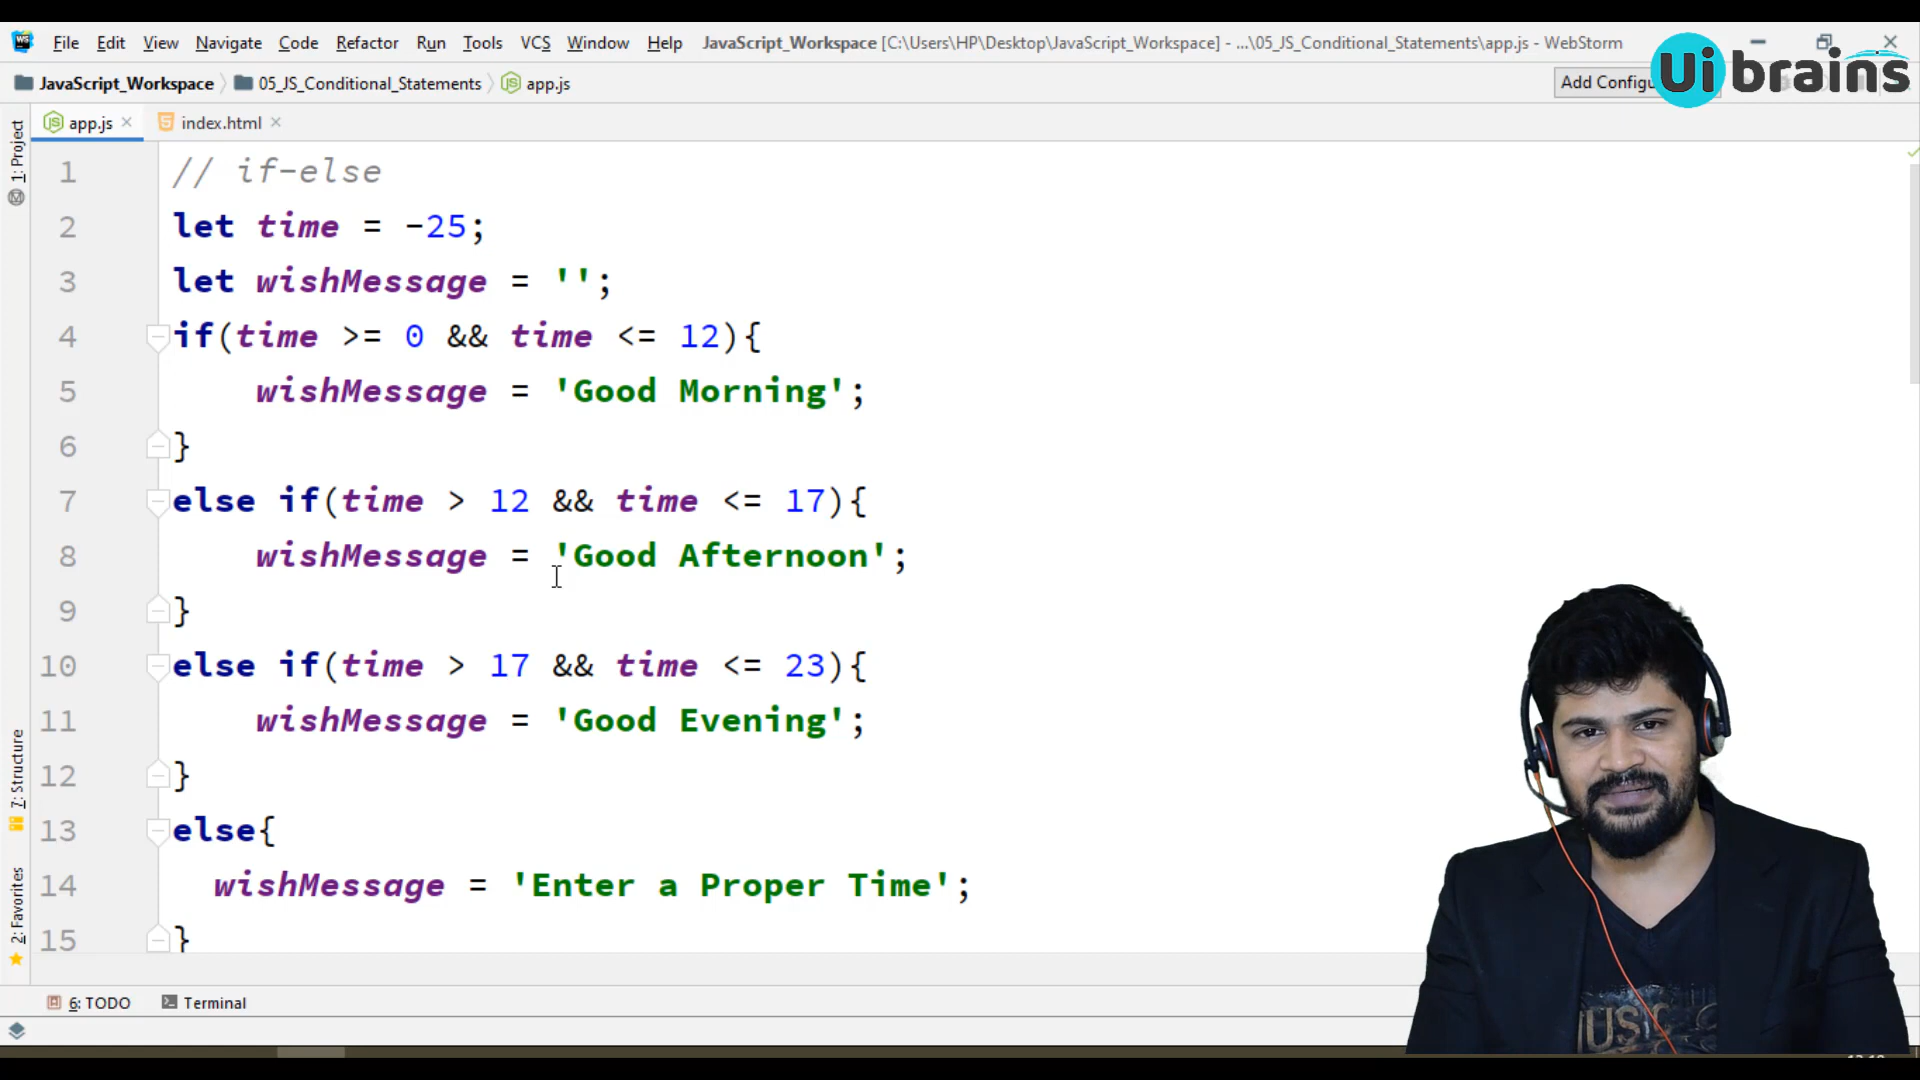 File Edit View Navigate Code Refactor Run Tools VCS Window Help JavaScript_Workspace [C:\Users\HP\Desktop\JavaScript_Workspace] - ...\05_JS_Conditional_Statements\app.js - WebStorm
JavaScript_Workspace 05_JS_Conditional_Statements app.js Add Configu
Ui brains
app.js index.html
1: Project
7: Structure
2: Favorites
1 // if-else
2 let time = -25;
3 let wishMessage = '';
4 if(time >= 0 && time <= 12){
5 wishMessage = 'Good Morning';
6 }
7 else if(time > 12 && time <= 17){
8 wishMessage = 'Good Afternoon';
9 }
10 else if(time > 17 && time <= 23){
11 wishMessage = 'Good Evening';
12 }
13 else{
14 wishMessage = 'Enter a Proper Time';
15 }
6: TODO Terminal